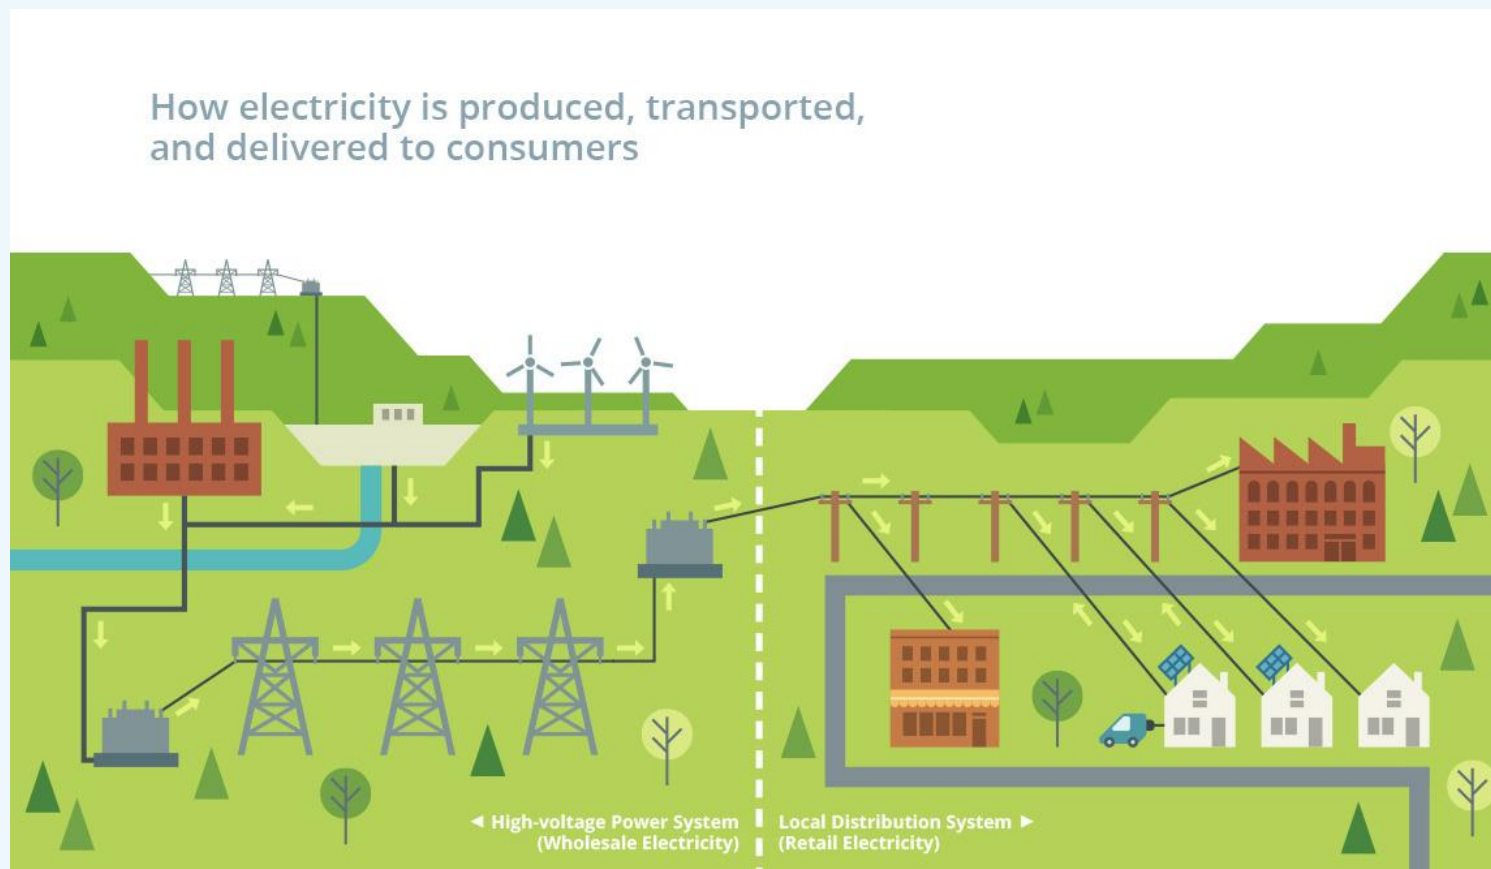 How electricity is produced, transported,
and delivered to consumers
◄ High-voltage Power System
(Wholesale Electricity)
Local Distribution System ►
(Retail Electricity)